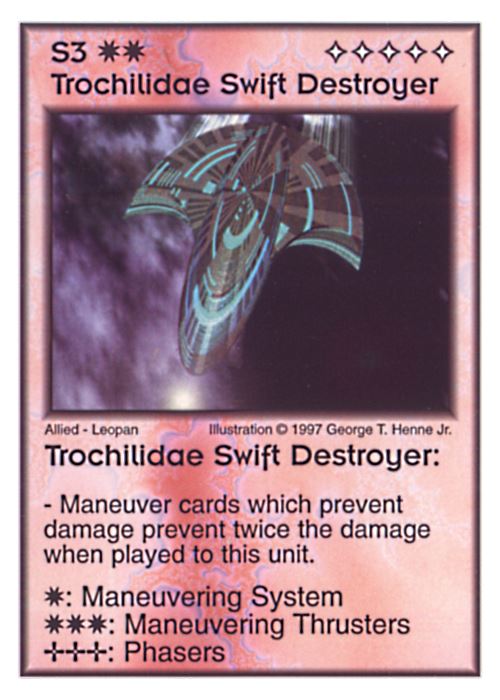 S3 ✷✷ ✧✧✧✧✧
Trochilidae Swift Destroyer
Allied - Leopan Illustration © 1997 George T. Henne Jr.
Trochilidae Swift Destroyer:
- Maneuver cards which prevent
damage prevent twice the damage
when played to this unit.
✷: Maneuvering System
✷✷✷: Maneuvering Thrusters
✛✛✛: Phasers